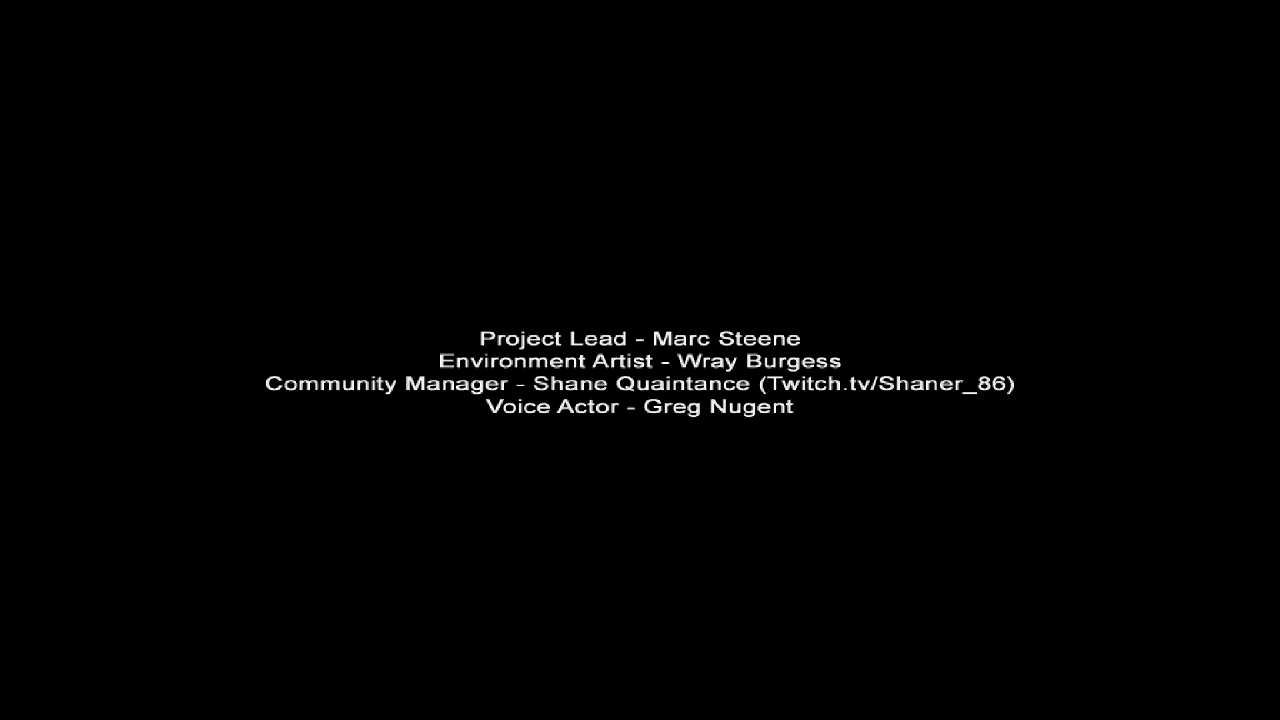 Project Lead - Marc Steene
Environment Artist - Wray Burgess
Community Manager - Shane Quaintance (Twitch.tv/Shaner_86)
Voice Actor - Greg Nugent